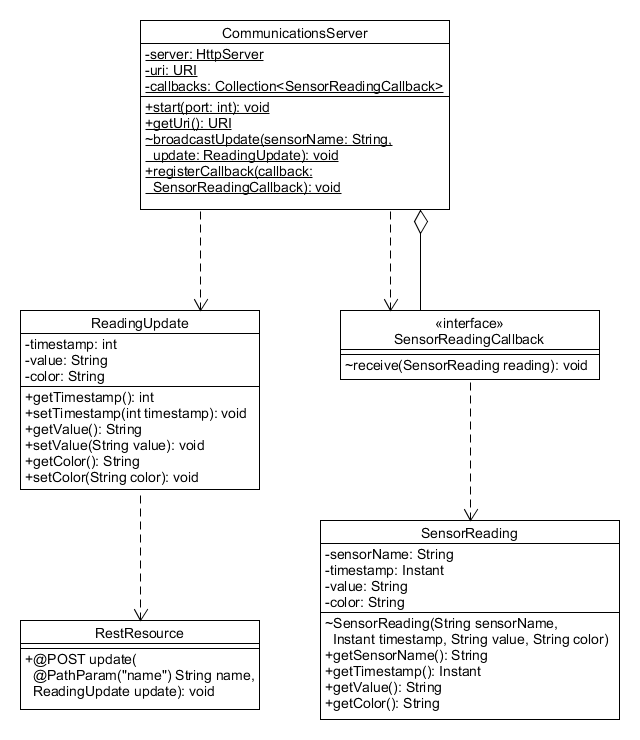 CommunicationsServer
-server: HttpServer
-uri: URI
-callbacks: Collection<SensorReadingCallback>
+start(port: int): void
+getUri(): URI
~broadcastUpdate(sensorName: String,
update: ReadingUpdate): void
+registerCallback(callback:
SensorReadingCallback): void
ReadingUpdate
-timestamp: int
-value: String
-color: String
+getTimestamp(): int
+setTimestamp(int timestamp): void
+getValue(): String
+setValue(String value): void
+getColor(): String
+setColor(String color): void
«interface»
SensorReadingCallback
~receive(SensorReading reading): void
SensorReading
-sensorName: String
-timestamp: Instant
-value: String
-color: String
~SensorReading(String sensorName,
Instant timestamp, String value, String color)
+getSensorName(): String
+getTimestamp(): Instant
+getValue(): String
+getColor(): String
RestResource
+@POST update(
@PathParam("name") String name,
ReadingUpdate update): void